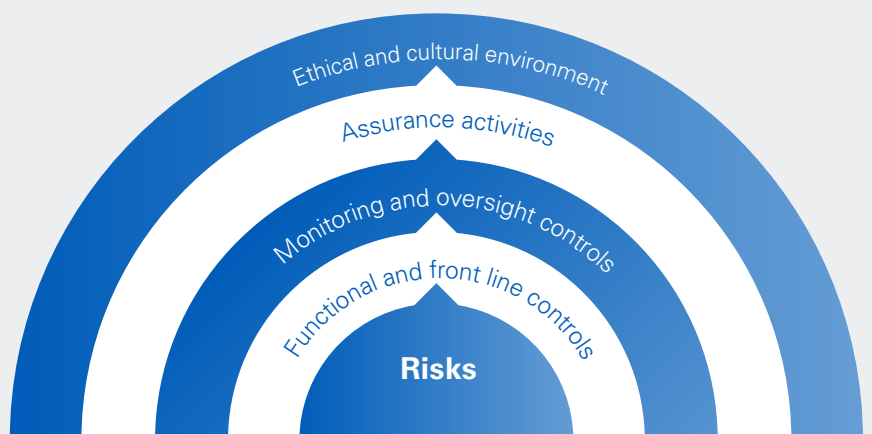 Ethical and cultural environment
Assurance activities
Monitoring and oversight controls
Functional and front line controls
Risks